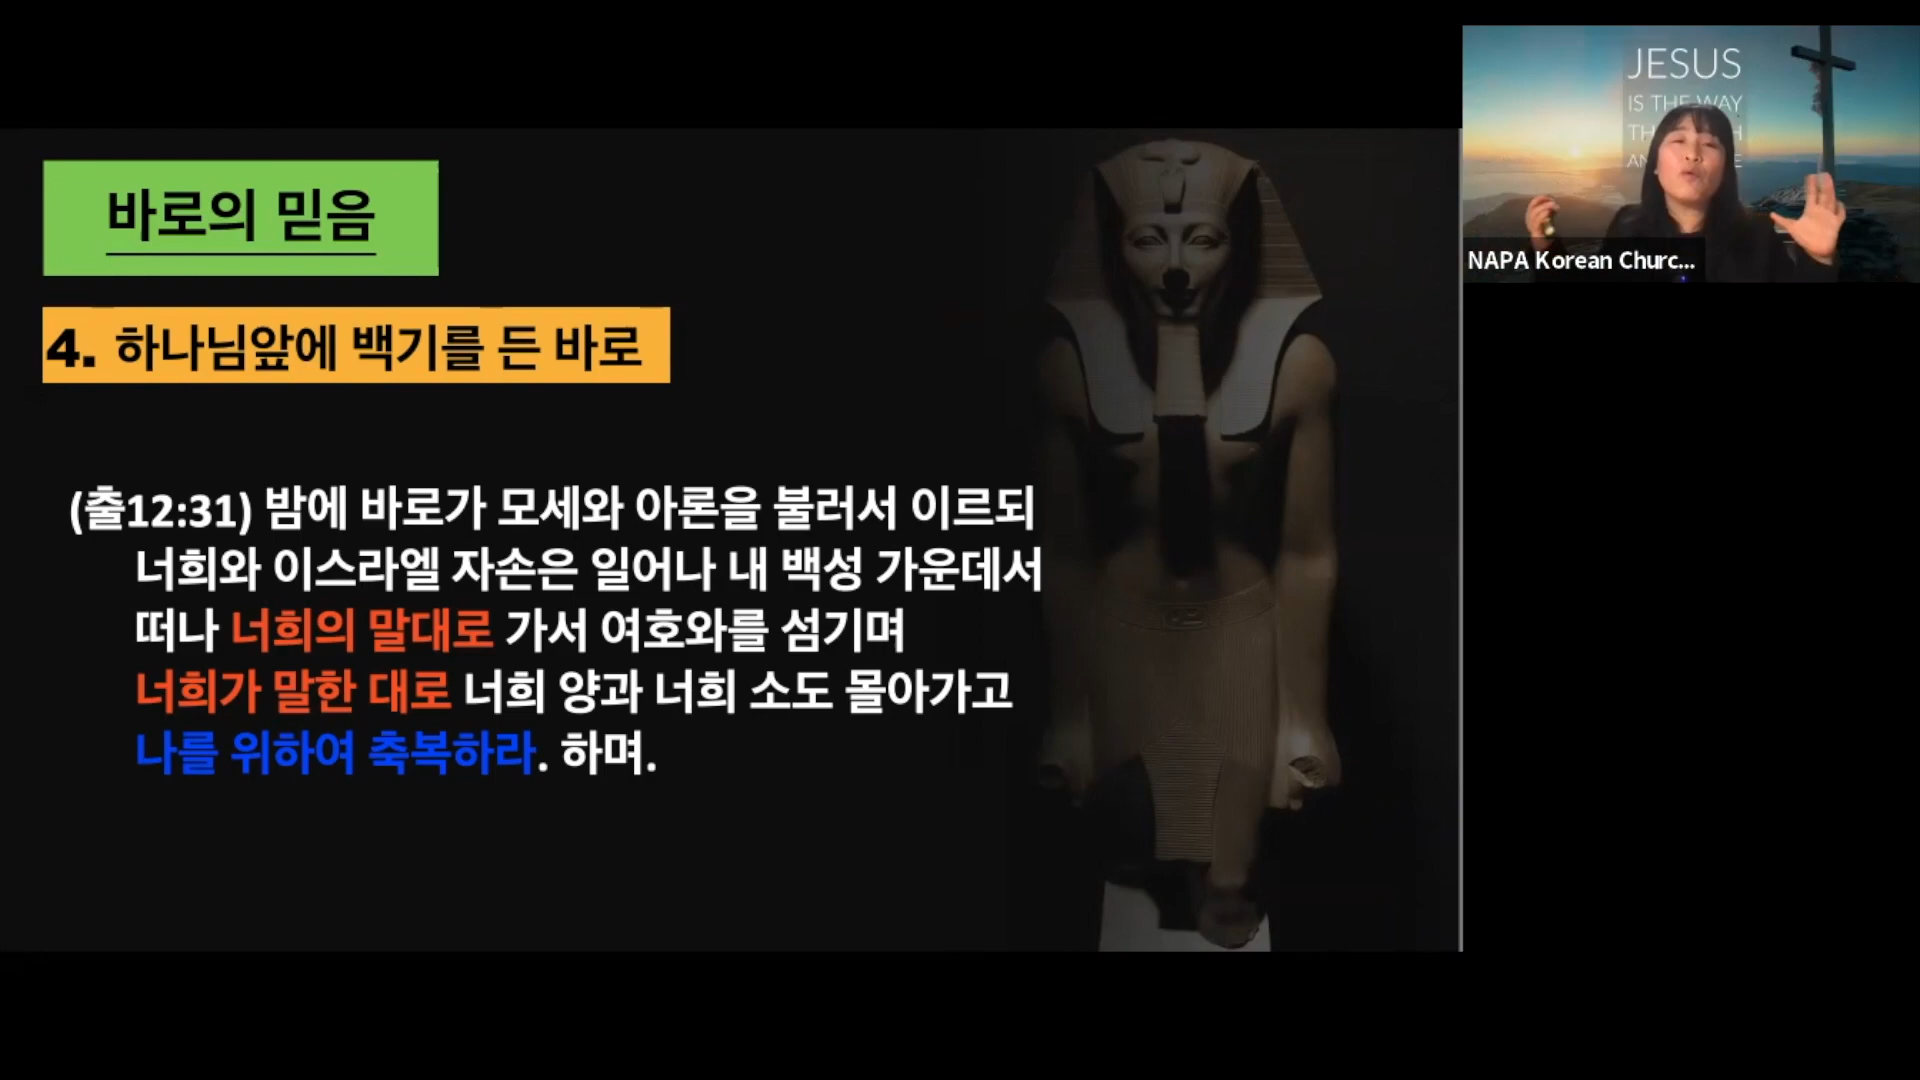 바로의 믿음
4. 하나님앞에 백기를 든 바로
(출12:31) 밤에 바로가 모세와 아론을 불러서 이르되
너희와 이스라엘 자손은 일어나 내 백성 가운데서
떠나 너희의 말대로 가서 여호와를 섬기며
너희가 말한 대로 너희 양과 너희 소도 몰아가고
나를 위하여 축복하라. 하며.
JESUS
IS THE WAY
NAPA Korean Churc...